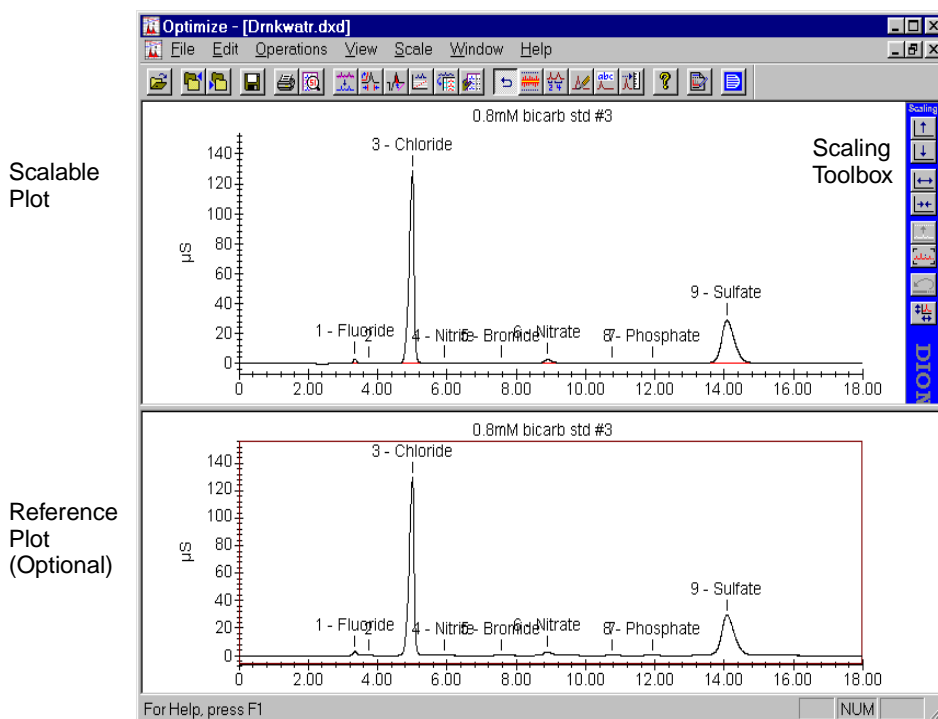 Optimize - [Drnkwatr.dxd]
File Edit Operations View Scale Window Help
Scalable
Plot
0.8mM bicarb std #3
Scaling
Scaling
Toolbox
3 - Chloride
140
120
100
80
60
40
20
0
µS
1 - Fluoride
2
4 - Nitrite
5 - Bromide
6 - Nitrate
8
7 - Phosphate
9 - Sulfate
0 2.00 4.00 6.00 8.00 10.00 12.00 14.00 16.00 18.00
DION
Reference
Plot
(Optional)
0.8mM bicarb std #3
3 - Chloride
140
120
100
80
60
40
20
0
µS
1 - Fluoride
2
4 - Nitrite
5 - Bromide
6 - Nitrate
8
7 - Phosphate
9 - Sulfate
0 2.00 4.00 6.00 8.00 10.00 12.00 14.00 16.00 18.00
For Help, press F1
NUM